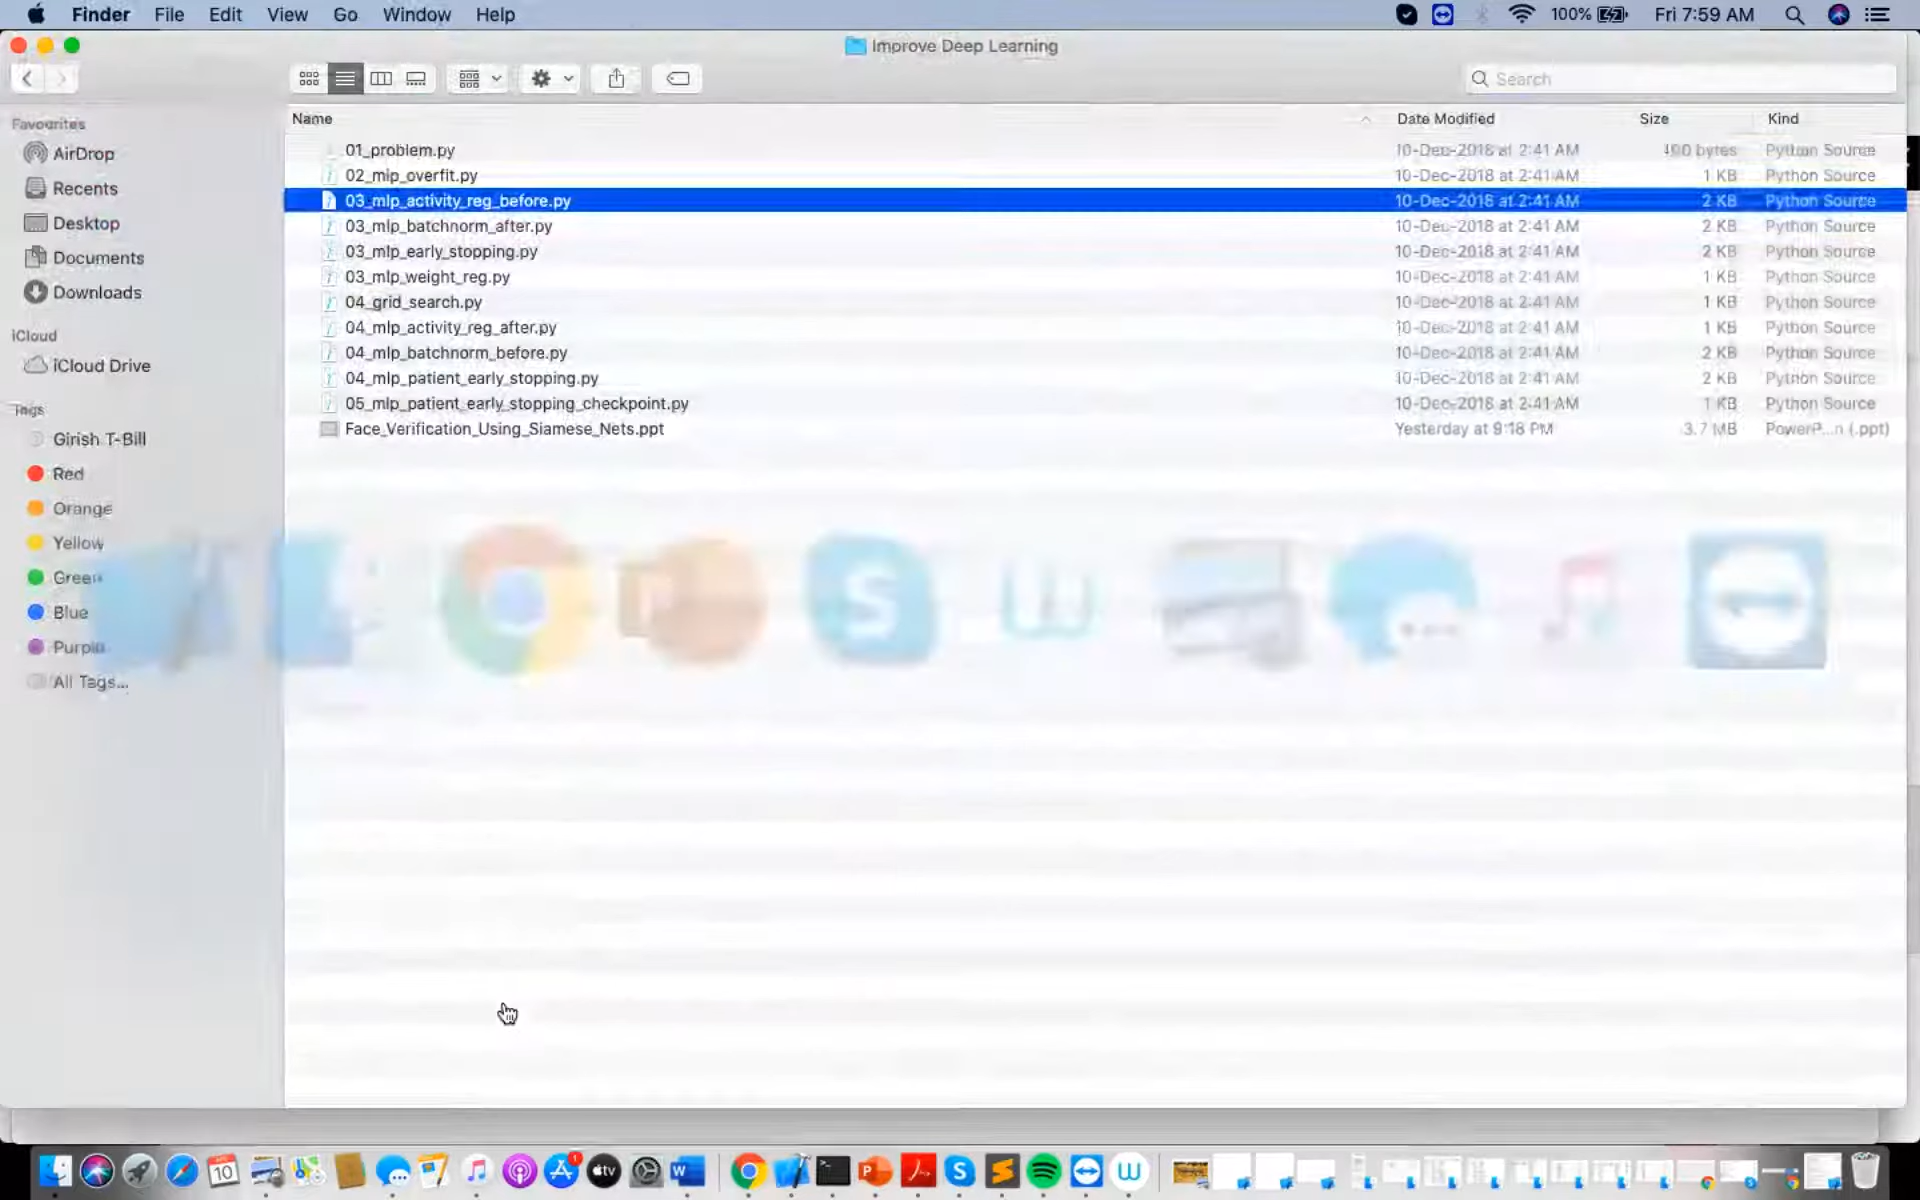 Finder File Edit View Go Window Help 100% Fri 7:59 AM
Improve Deep Learning
Search
Name Date Modified Size Kind
01_problem.py 10-Dec-2018 at 2:41 AM 490 bytes Python Source
02_mlp_overfit.py 10-Dec-2018 at 2:41 AM 1 KB Python Source
03_mlp_activity_reg_before.py 10-Dec-2018 at 2:41 AM 2 KB Python Source
03_mlp_batchnorm_after.py 10-Dec-2018 at 2:41 AM 2 KB Python Source
03_mlp_early_stopping.py 10-Dec-2018 at 2:41 AM 2 KB Python Source
03_mlp_weight_reg.py 10-Dec-2018 at 2:41 AM 1 KB Python Source
04_grid_search.py 10-Dec-2018 at 2:41 AM 1 KB Python Source
04_mlp_activity_reg_after.py 10-Dec-2018 at 2:41 AM 1 KB Python Source
04_mlp_batchnorm_before.py 10-Dec-2018 at 2:41 AM 2 KB Python Source
04_mlp_patient_early_stopping.py 10-Dec-2018 at 2:41 AM 2 KB Python Source
05_mlp_patient_early_stopping_checkpoint.py 10-Dec-2018 at 2:41 AM 1 KB Python Source
Face_Verification_Using_Siamese_Nets.ppt Yesterday at 9:18 PM 3.7 MB PowerP...n (.ppt)
Favourites
AirDrop
Recents
Desktop
Documents
Downloads
iCloud
iCloud Drive
Tags
Girish T-Bill
Red
Orange
Yellow
Green
Blue
Purple
All Tags...
S
10
1
tv
W
P
S